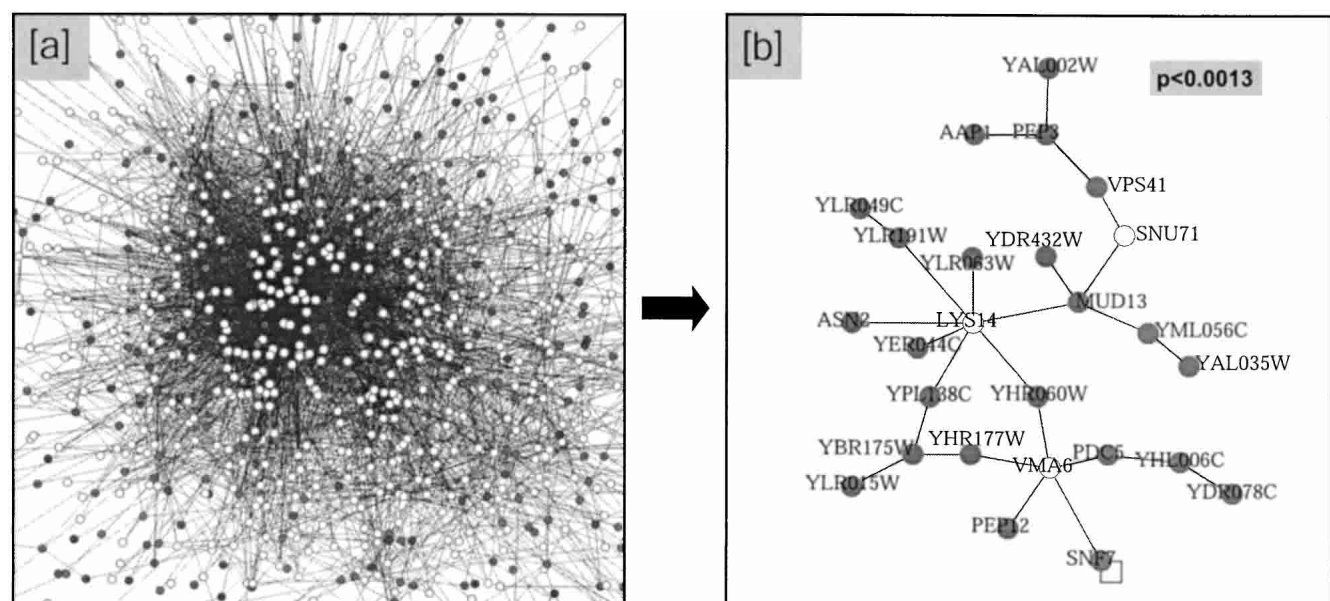 [a]
[b]
YAL002W
p<0.0013
AAP1
PEP3
VPS41
YLR049C
YLR191W
YDR432W
SNU71
YLR063W
MUD13
ASN2
LYS14
YML056C
YER044C
YAL035W
YPL138C
YHR060W
YBR175W
YHR177W
VMA6
PDC5
YHL006C
YLR015W
YDR078C
PEP12
SNF7